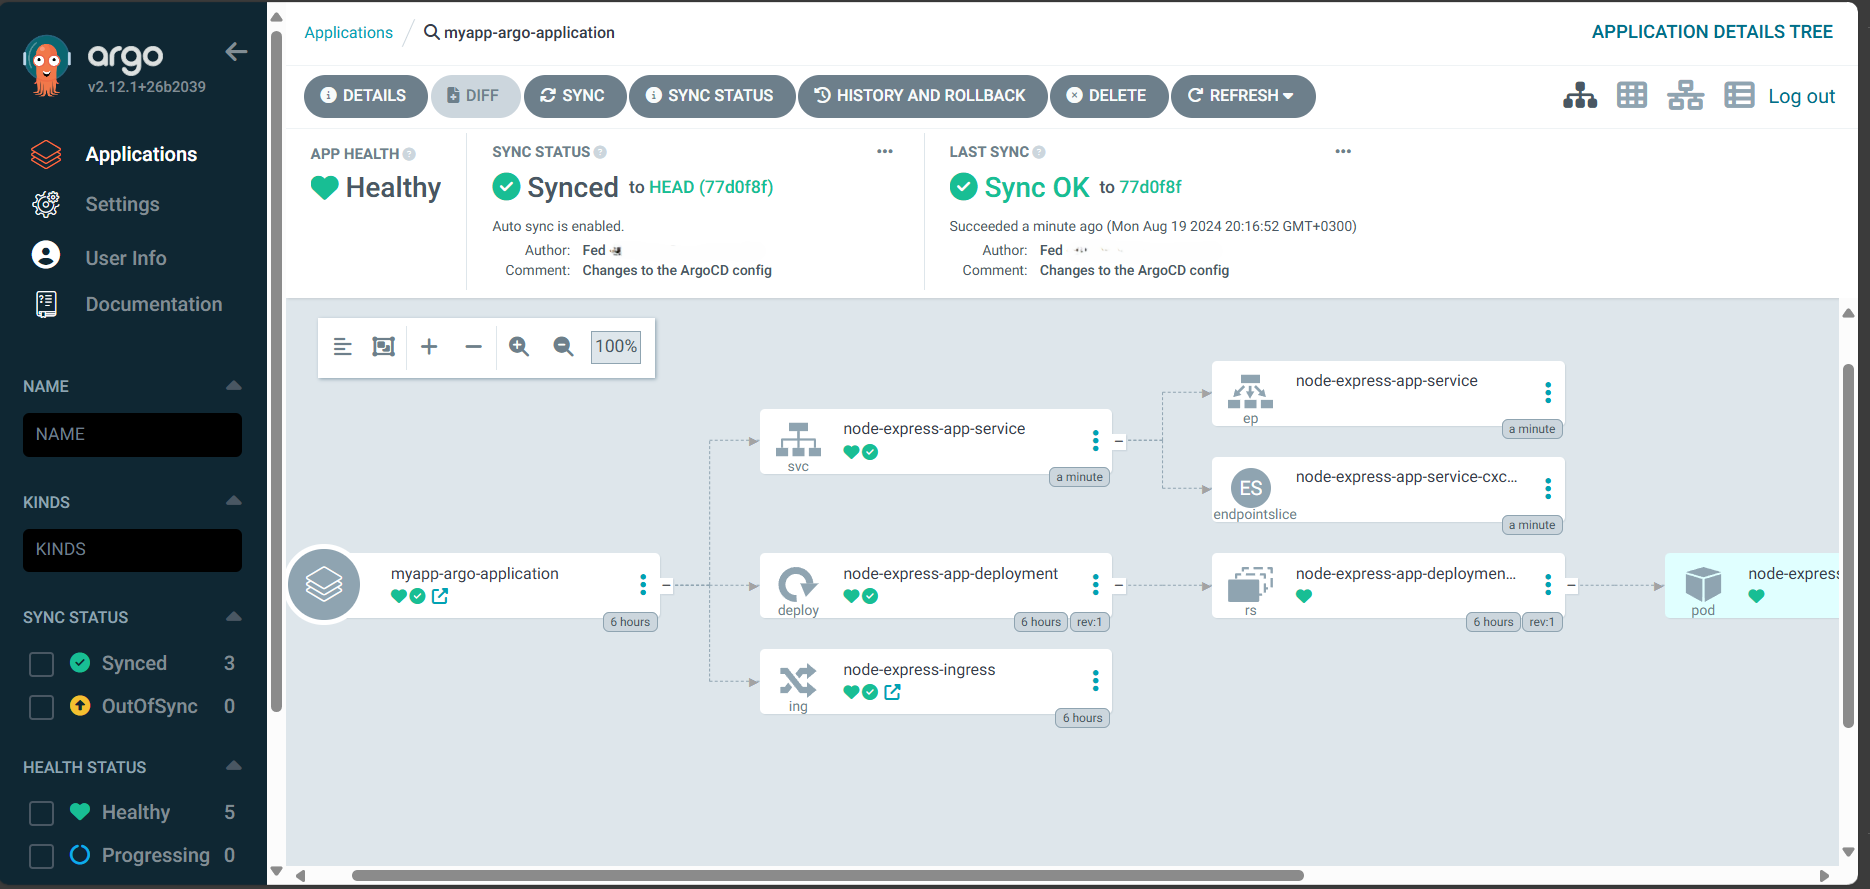 argo
v2.12.1+26b2039
Applications
Settings
User Info
Documentation
NAME
NAME
KINDS
KINDS
SYNC STATUS
Synced 3
OutOfSync 0
HEALTH STATUS
Healthy 5
Progressing 0
Applications / myapp-argo-application
APPLICATION DETAILS TREE
DETAILS DIFF SYNC SYNC STATUS HISTORY AND ROLLBACK DELETE REFRESH
Log out
APP HEALTH
Healthy
SYNC STATUS
Synced to HEAD (77d0f8f)
Auto sync is enabled.
Author: Fed
Comment: Changes to the ArgoCD config
LAST SYNC
Sync OK to 77d0f8f
Succeeded a minute ago (Mon Aug 19 2024 20:16:52 GMT+0300)
Author: Fed
Comment: Changes to the ArgoCD config
100%
myapp-argo-application
6 hours
node-express-app-service
svc
a minute
node-express-app-deployment
deploy
6 hours rev:1
node-express-ingress
ing
6 hours
node-express-app-service
ep
a minute
ES
node-express-app-service-cxc...
endpointslice
a minute
node-express-app-deploymen...
rs
6 hours rev:1
node-express
pod